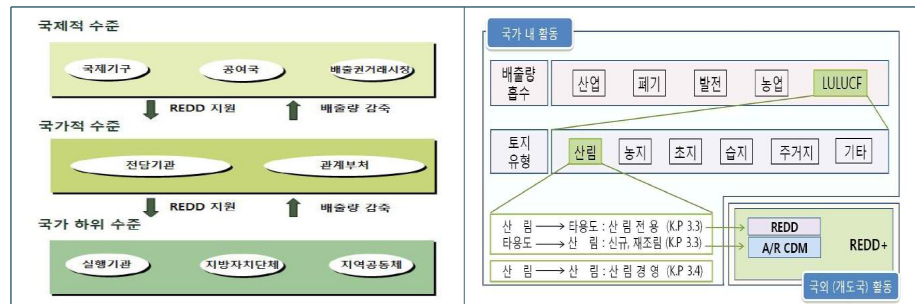 국제적 수준
국제기구 공여국 배출권거래시장
REDD 지원 배출량 감축
국가적 수준
전담기관 관계부처
REDD 지원 배출량 감축
국가 하위 수준
실행기관 지방자치단체 지역공동체
국가 내 활동
배출량
흡수
산업 폐기 발전 농업 LULUCF
토지
유형
산림 농지 초지 습지 주거지 기타
산 림 → 타용도 : 산 림 전 용 (K.P 3.3)
타용도 → 산 림 : 신규, 재조림 (K.P 3.3)
산 림 → 산 림 : 산 림 경 영 (K.P 3.4)
REDD
A/R CDM
REDD+
국외 (개도국) 활동